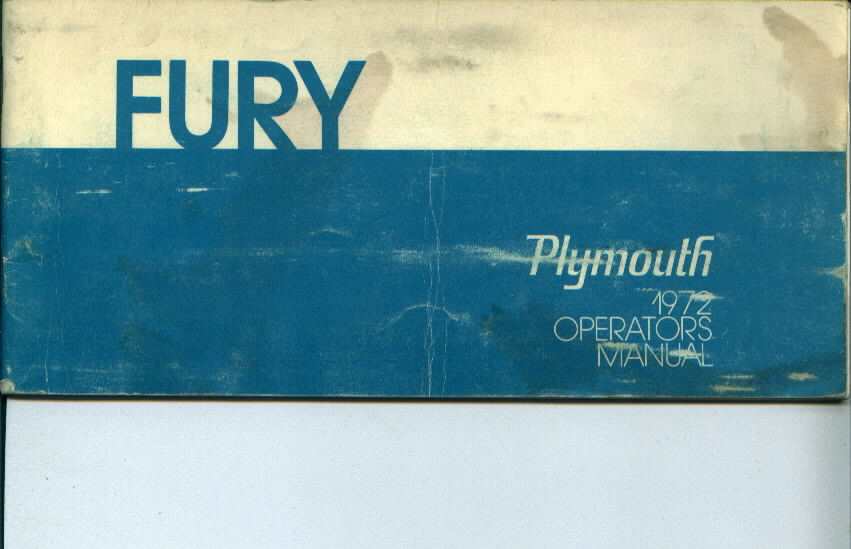 FURY
Plymouth
1972
OPERATORS
MANUAL